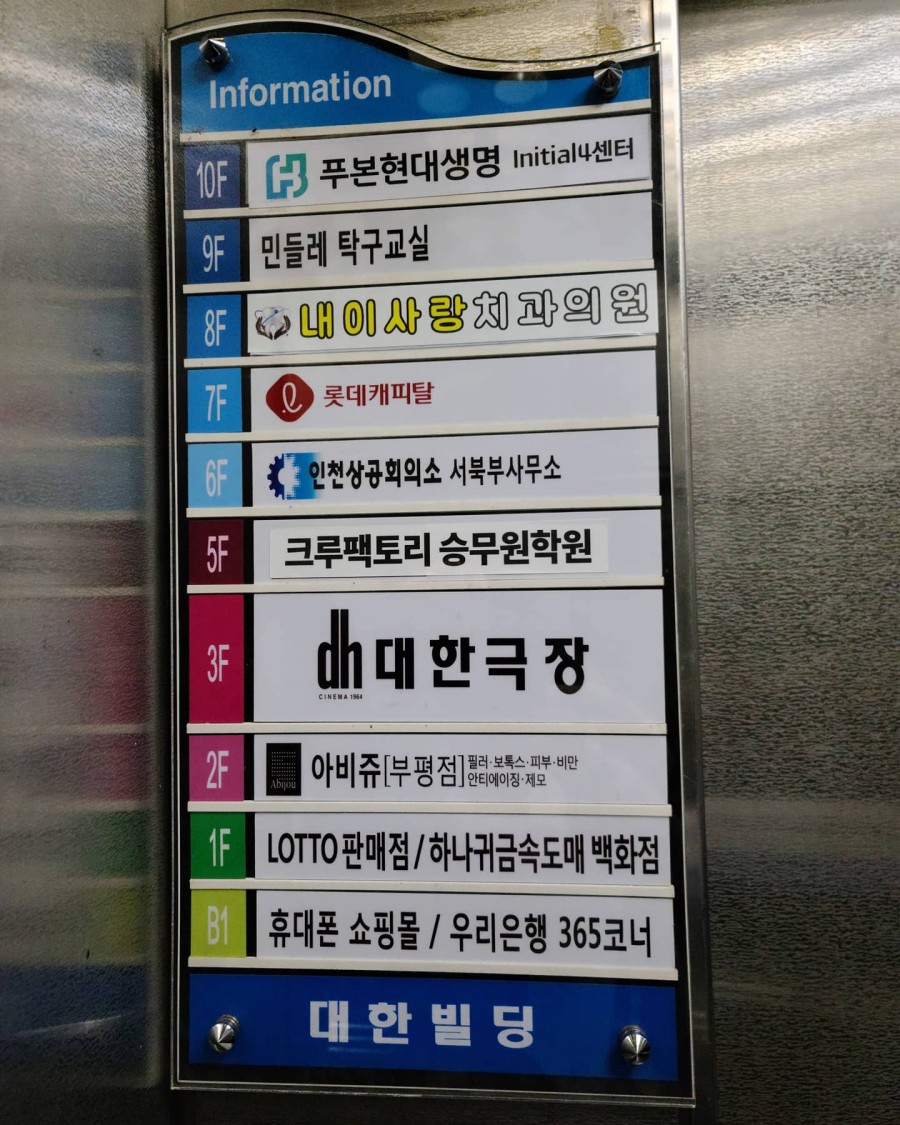 Information
10F 푸본현대생명 Initial4센터
9F 민들레 탁구교실
8F 내이사랑치과의원
7F 롯데캐피탈
6F 인천상공회의소 서북부사무소
5F 크루팩토리 승무원학원
3F dh 대한극장
CINEMA 1964
2F Abijou 아비쥬[부평점] 필러·보톡스·피부·비만
안티에이징·제모
1F LOTTO 판매점 / 하나귀금속도매 백화점
B1 휴대폰 쇼핑몰 / 우리은행 365코너
대한빌딩